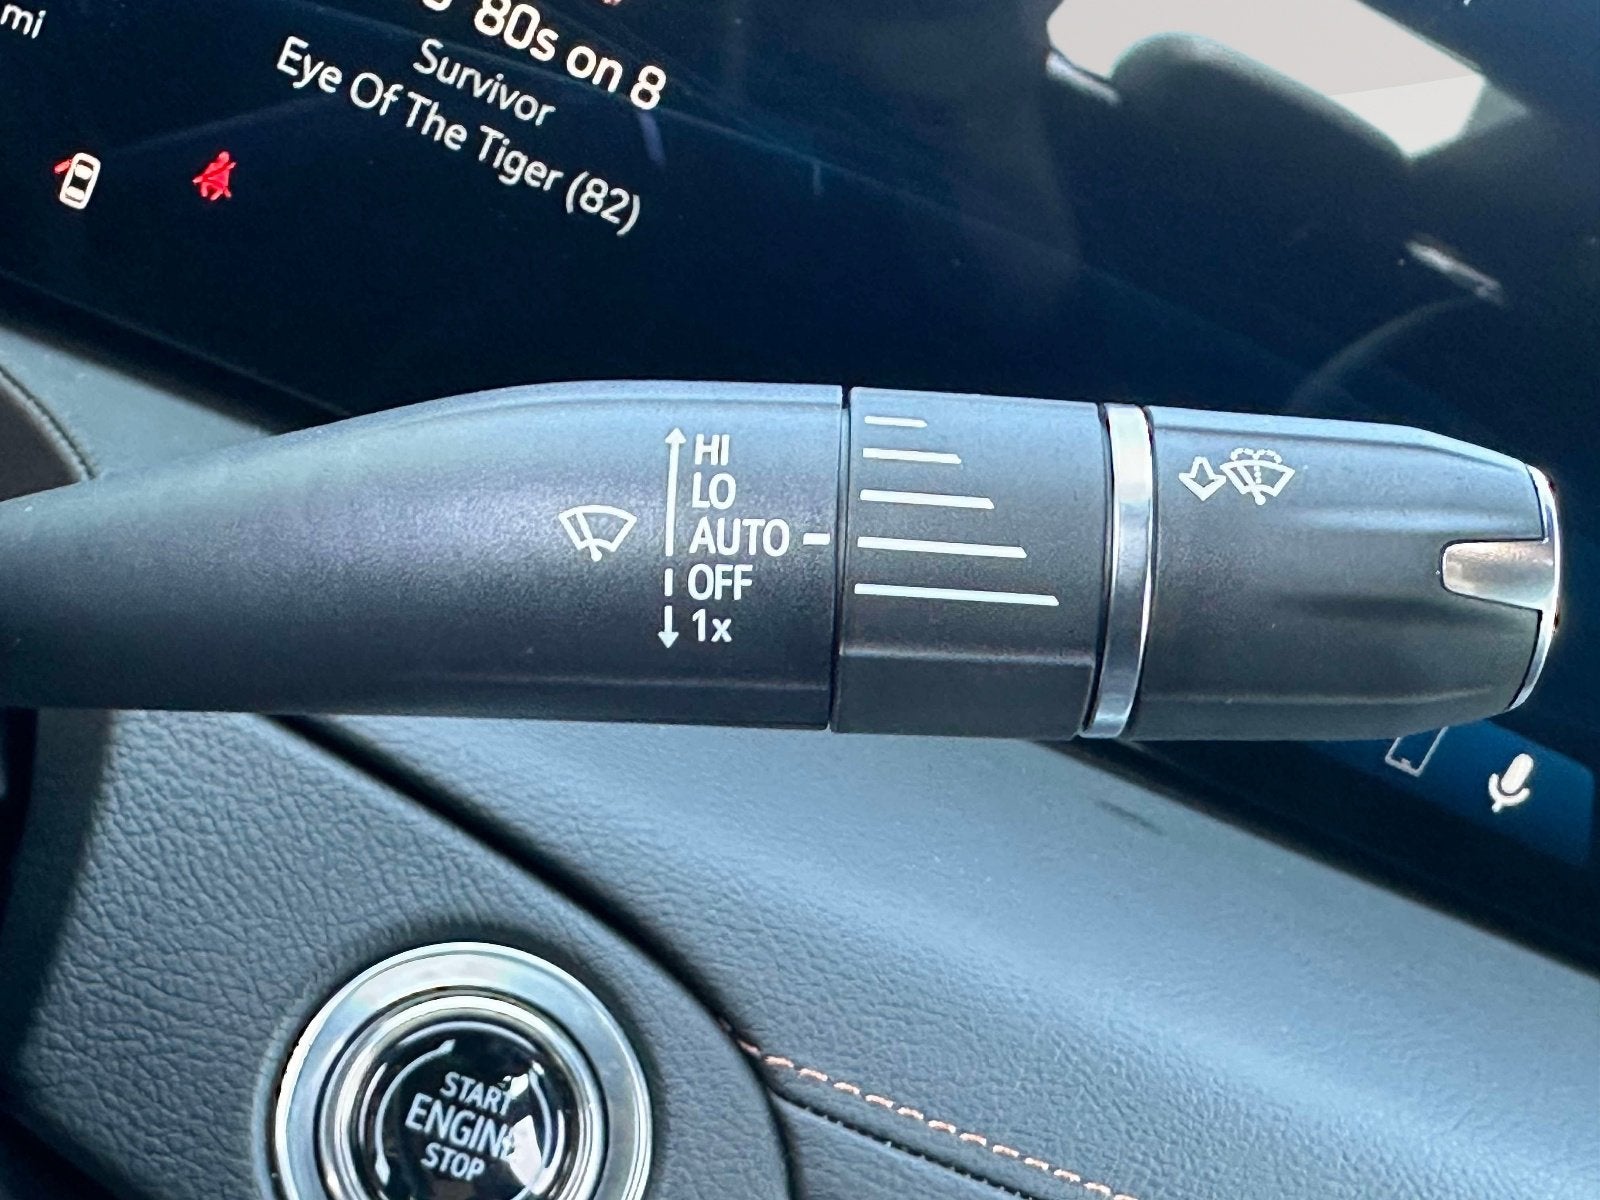 mi
80s on 8
Survivor
Eye Of The Tiger (82)
HI
LO
AUTO
OFF
1x
START
ENGINE
STOP